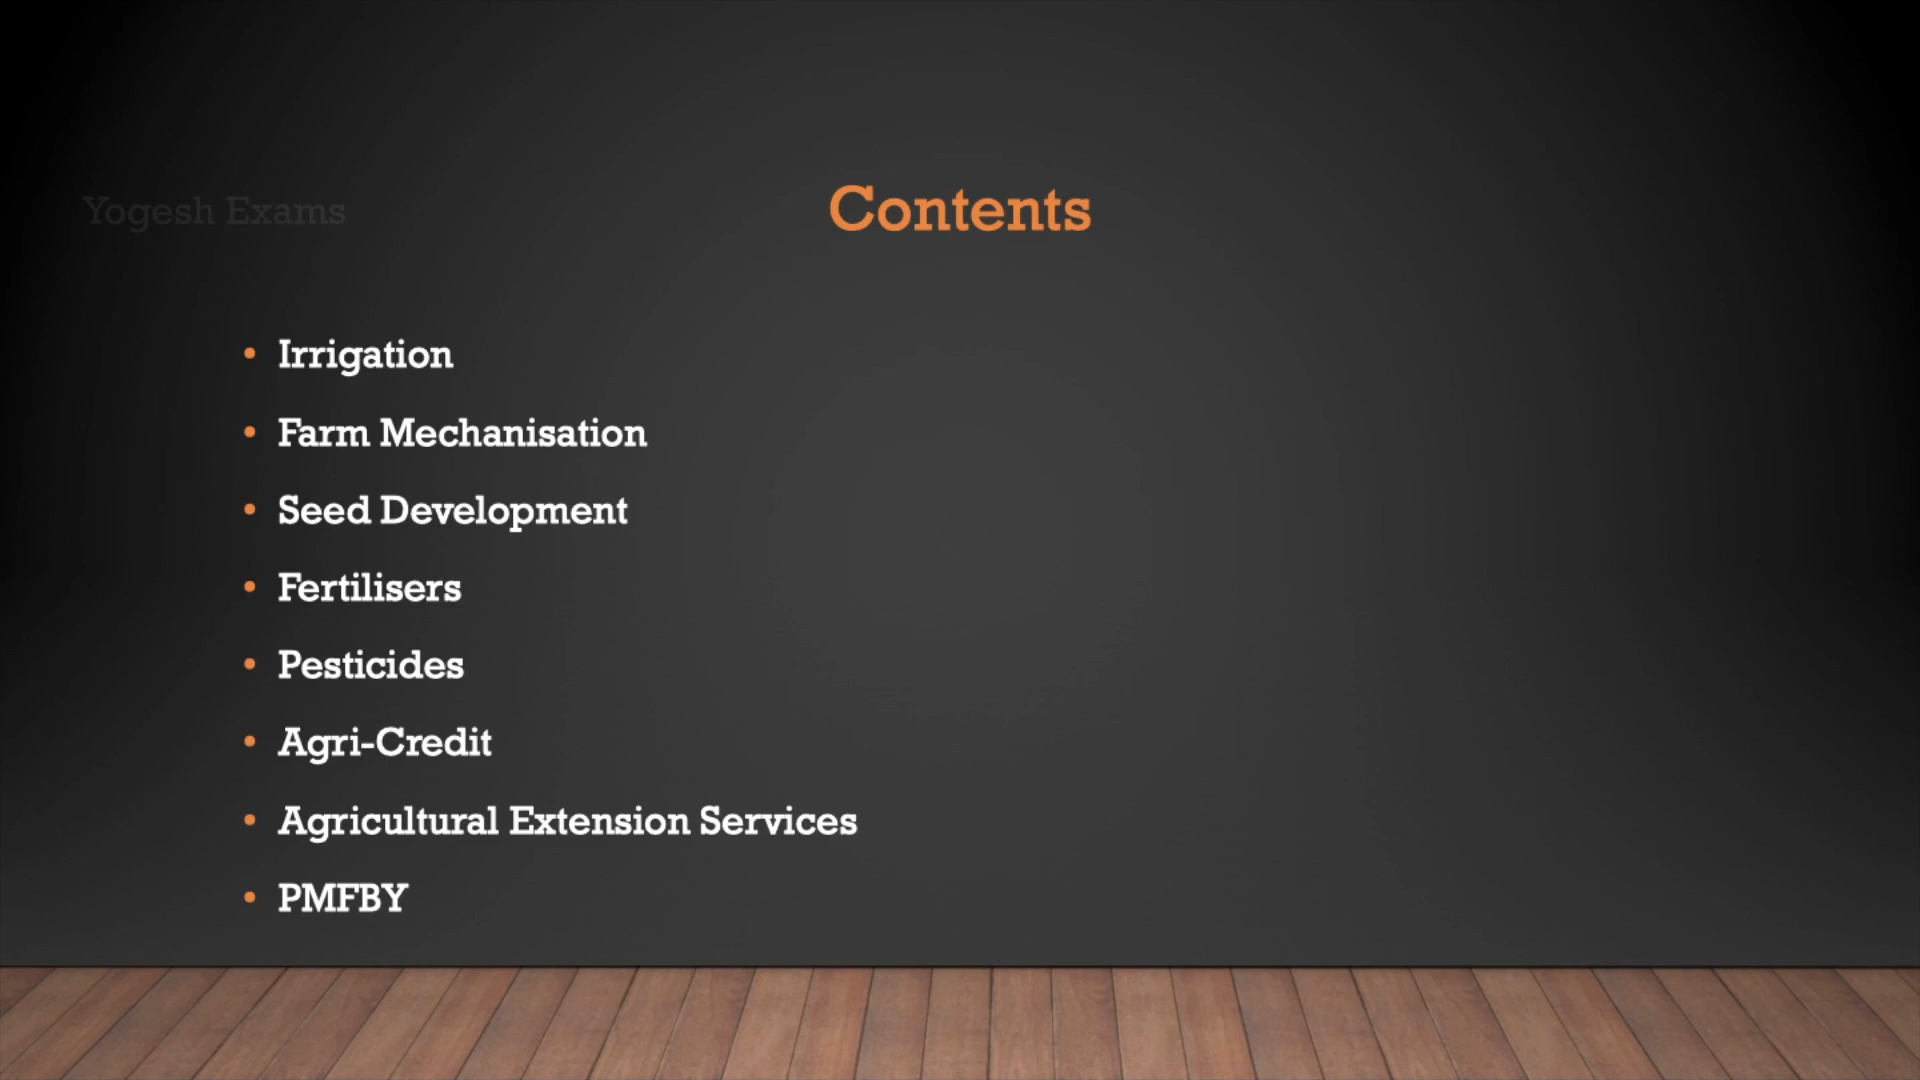 Yogesh Exams
Contents
• Irrigation
• Farm Mechanisation
• Seed Development
• Fertilisers
• Pesticides
• Agri-Credit
• Agricultural Extension Services
• PMFBY